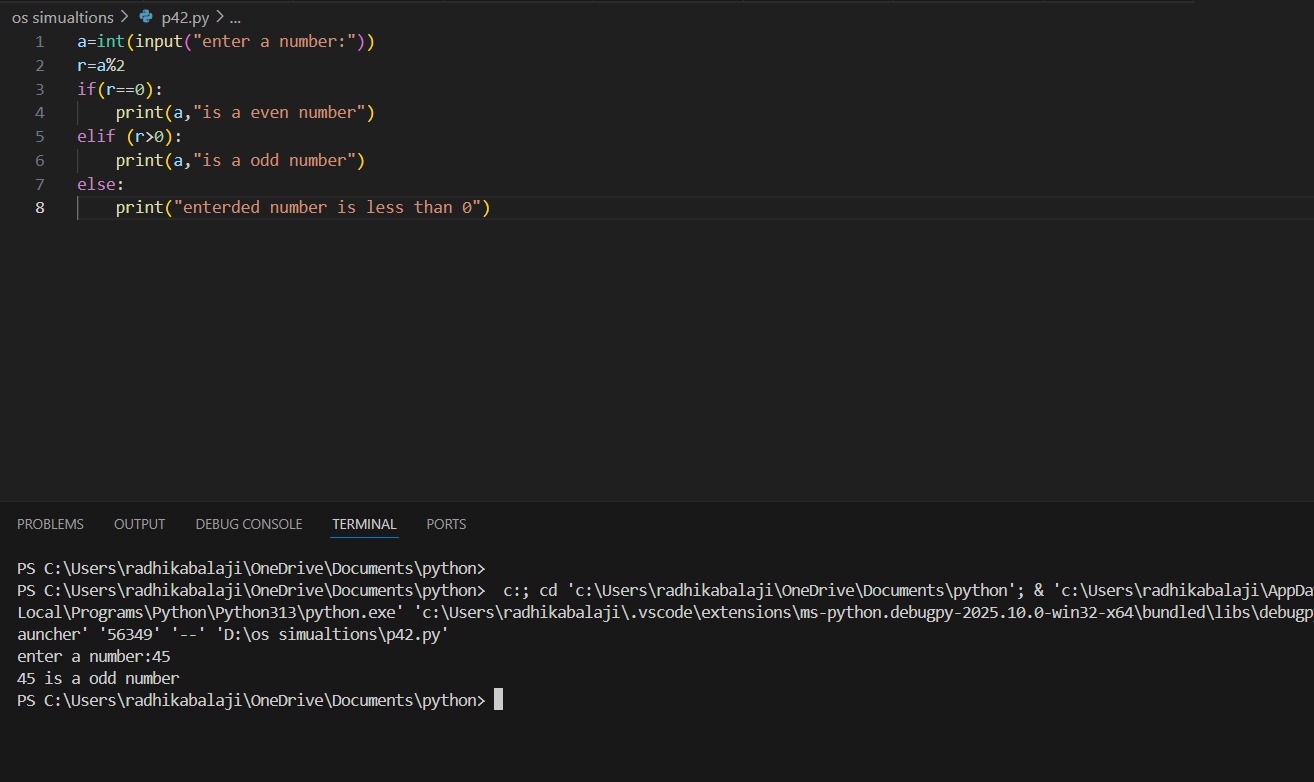 os simualtions > p42.py > ...
1 a=int(input("enter a number:"))
2 r=a%2
3 if(r==0):
4     print(a,"is a even number")
5 elif (r>0):
6     print(a,"is a odd number")
7 else:
8     print("enterded number is less than 0")
PROBLEMS OUTPUT DEBUG CONSOLE TERMINAL PORTS
PS C:\Users\radhikabalaji\OneDrive\Documents\python>
PS C:\Users\radhikabalaji\OneDrive\Documents\python>  c:; cd 'c:\Users\radhikabalaji\OneDrive\Documents\python'; & 'c:\Users\radhikabalaji\AppDa
Local\Programs\Python\Python313\python.exe' 'c:\Users\radhikabalaji\.vscode\extensions\ms-python.debugpy-2025.10.0-win32-x64\bundled\libs\debugp
auncher' '56349' '--' 'D:\os simualtions\p42.py'
enter a number:45
45 is a odd number
PS C:\Users\radhikabalaji\OneDrive\Documents\python>